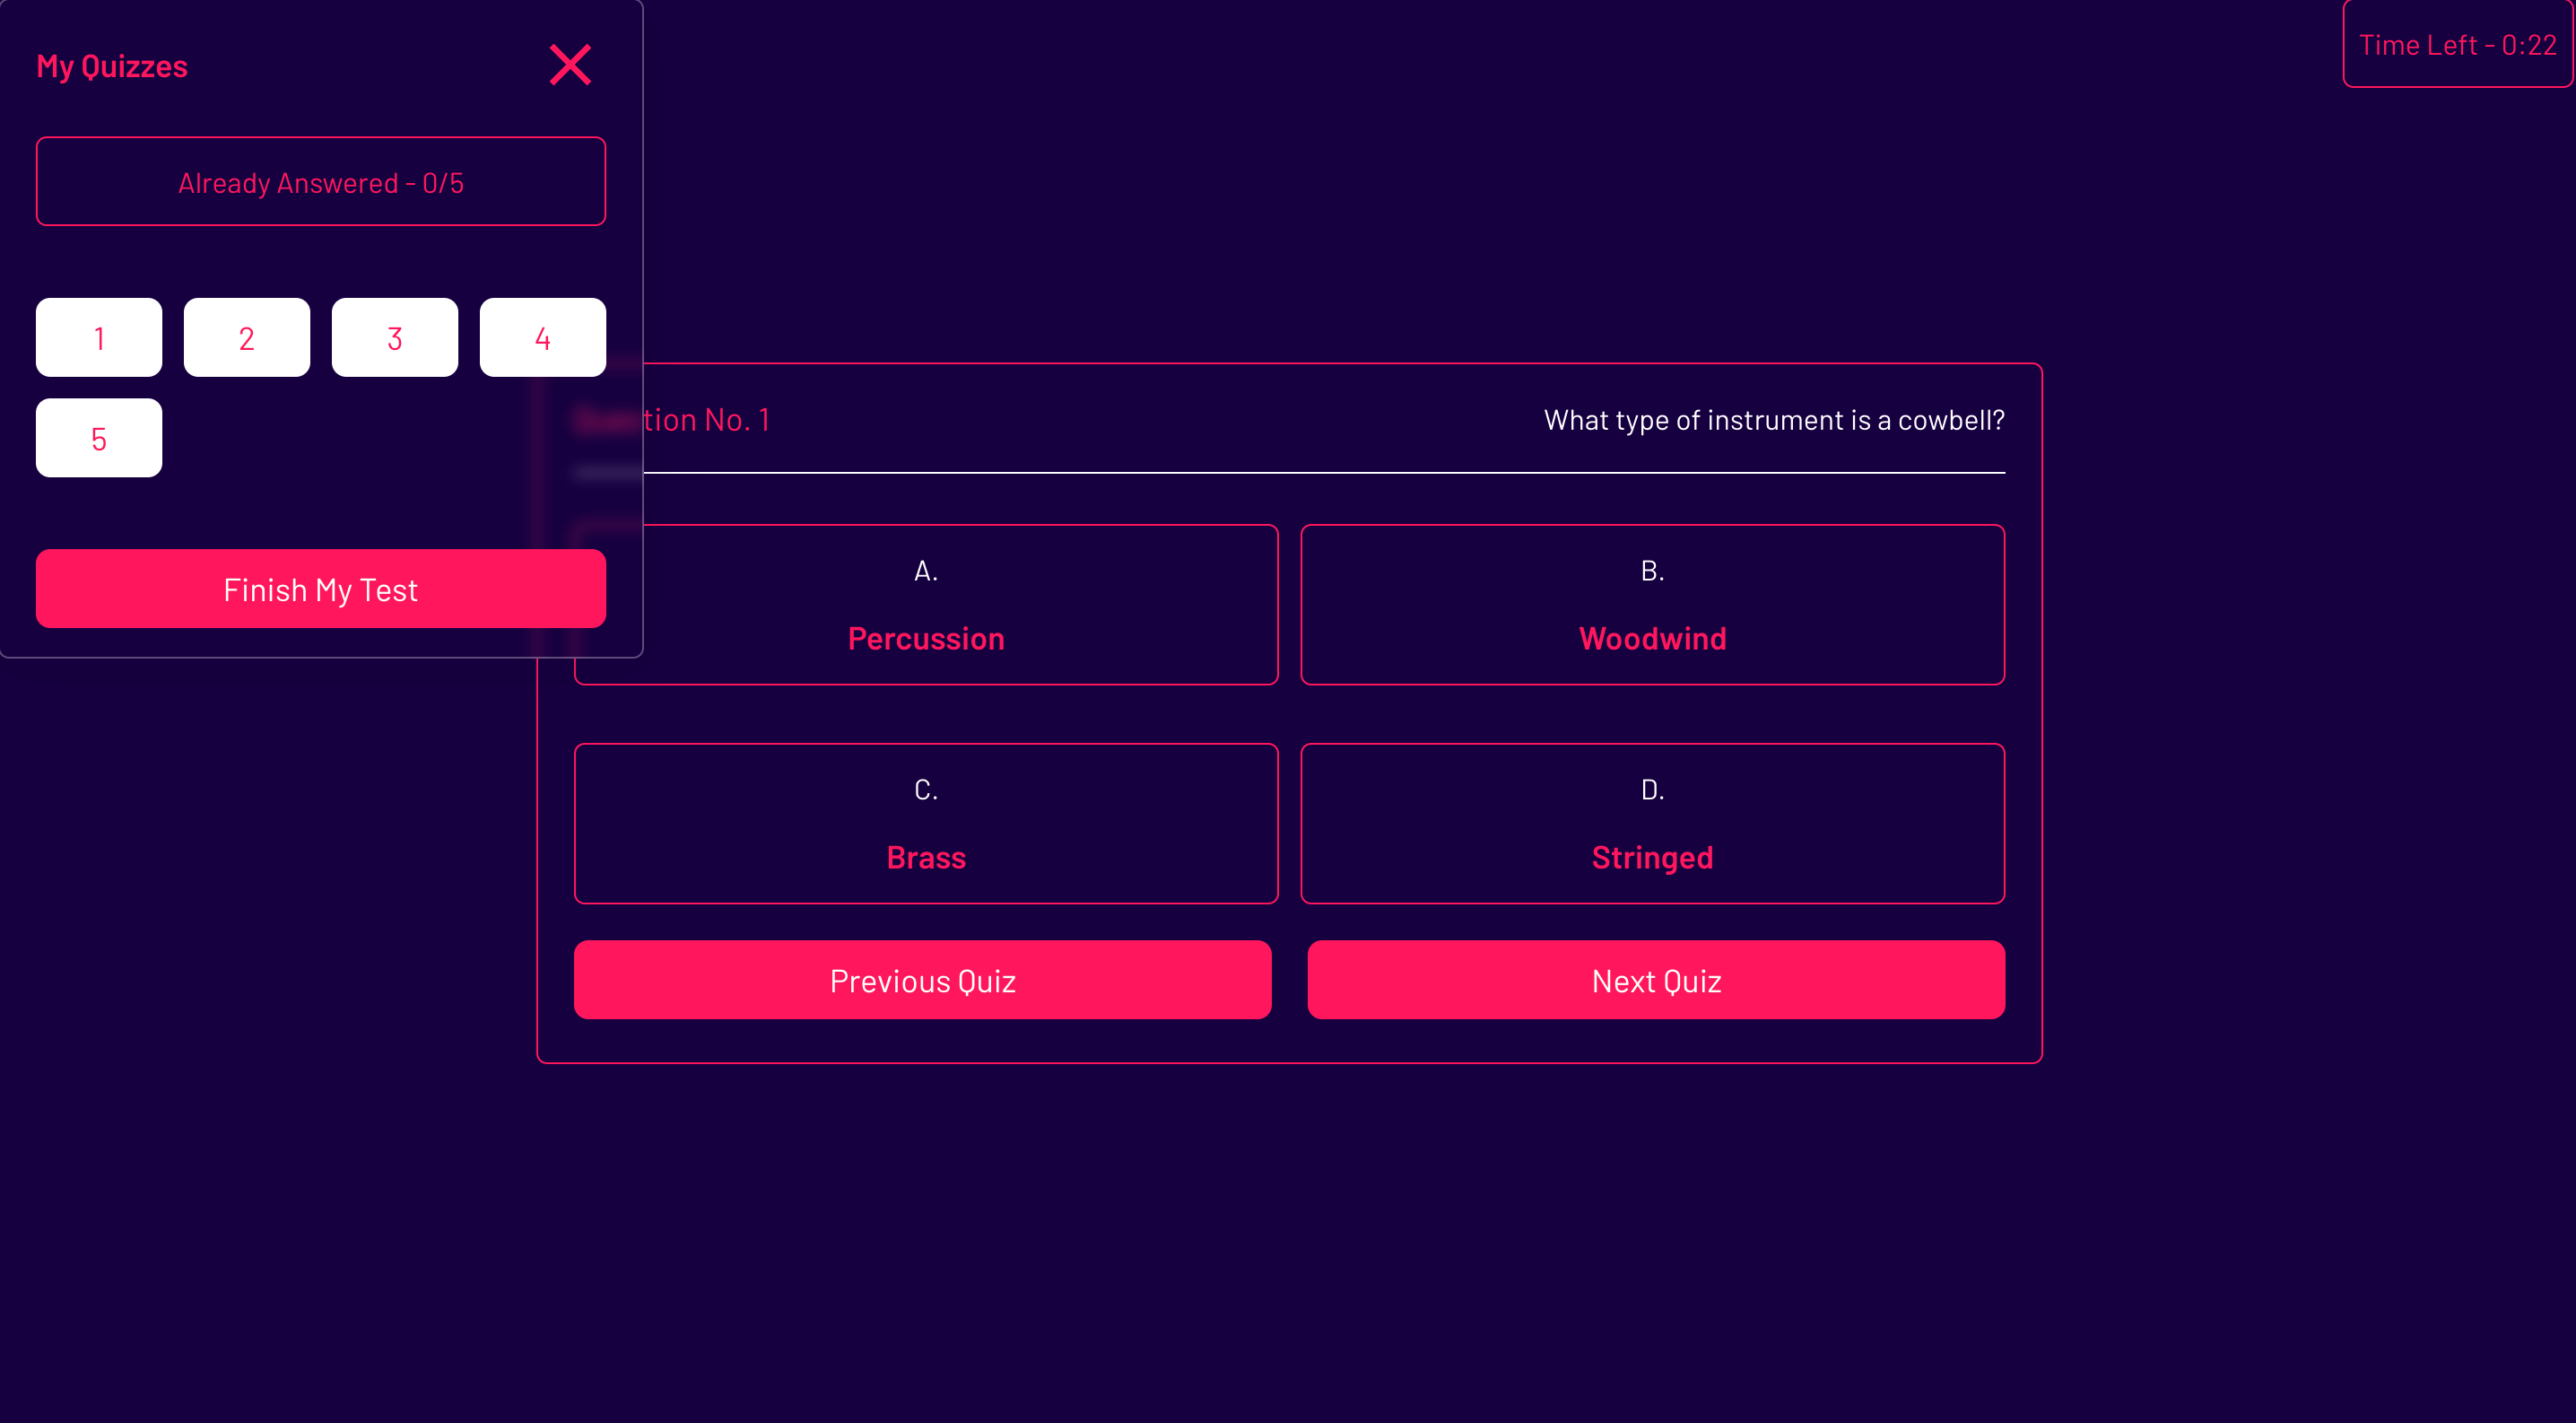 My Quizzes
Already Answered - 0/5
1 2 3 4
5
Finish My Test
Time Left - 0:22
tion No. 1
What type of instrument is a cowbell?
A.
Percussion
B.
Woodwind
C.
Brass
D.
Stringed
Previous Quiz
Next Quiz